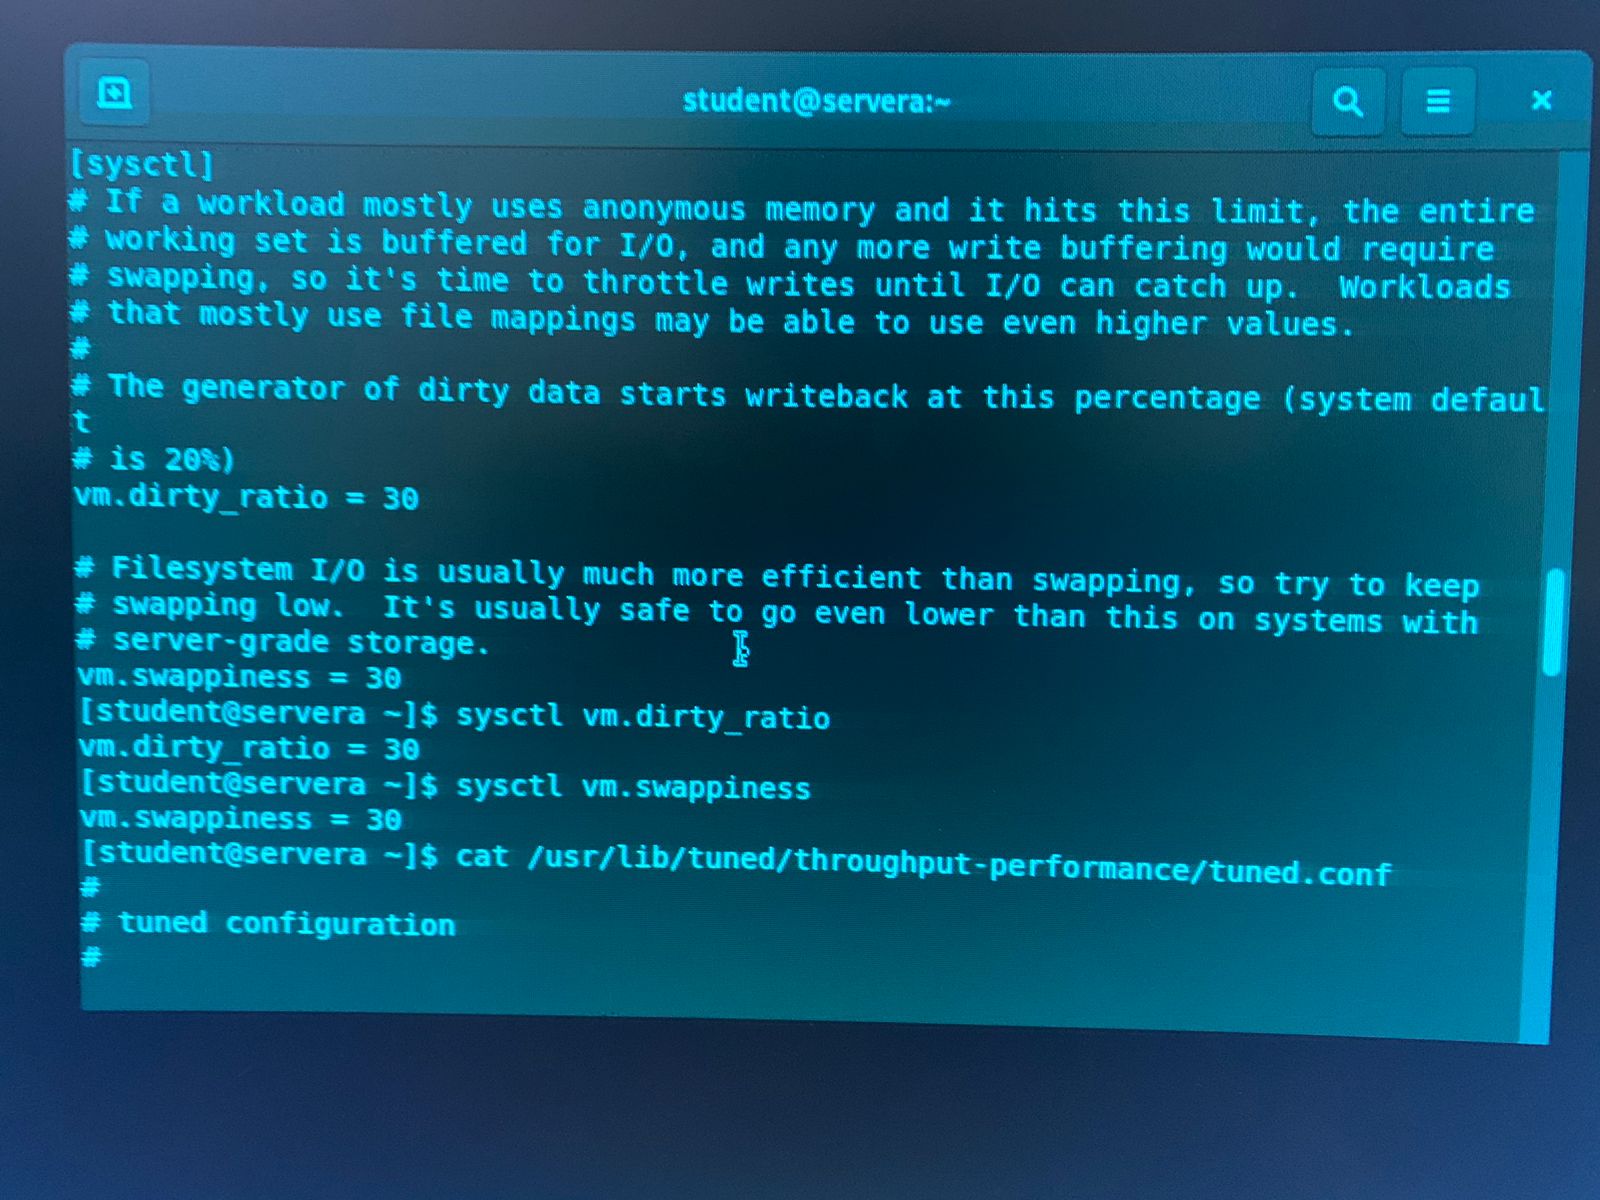 student@servera:~
[sysctl]
# If a workload mostly uses anonymous memory and it hits this limit, the entire
# working set is buffered for I/O, and any more write buffering would require
# swapping, so it's time to throttle writes until I/O can catch up.  Workloads
# that mostly use file mappings may be able to use even higher values.
#
# The generator of dirty data starts writeback at this percentage (system defaul
t
# is 20%)
vm.dirty_ratio = 30
# Filesystem I/O is usually much more efficient than swapping, so try to keep
# swapping low.  It's usually safe to go even lower than this on systems with
# server-grade storage.
vm.swappiness = 30
[student@servera ~]$ sysctl vm.dirty_ratio
vm.dirty_ratio = 30
[student@servera ~]$ sysctl vm.swappiness
vm.swappiness = 30
[student@servera ~]$ cat /usr/lib/tuned/throughput-performance/tuned.conf
#
# tuned configuration
#